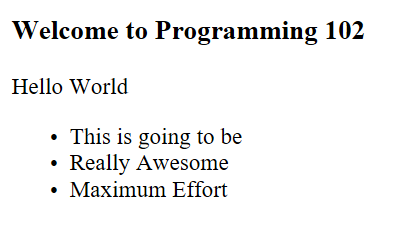 Welcome to Programming 102
Hello World
• This is going to be
• Really Awesome
• Maximum Effort